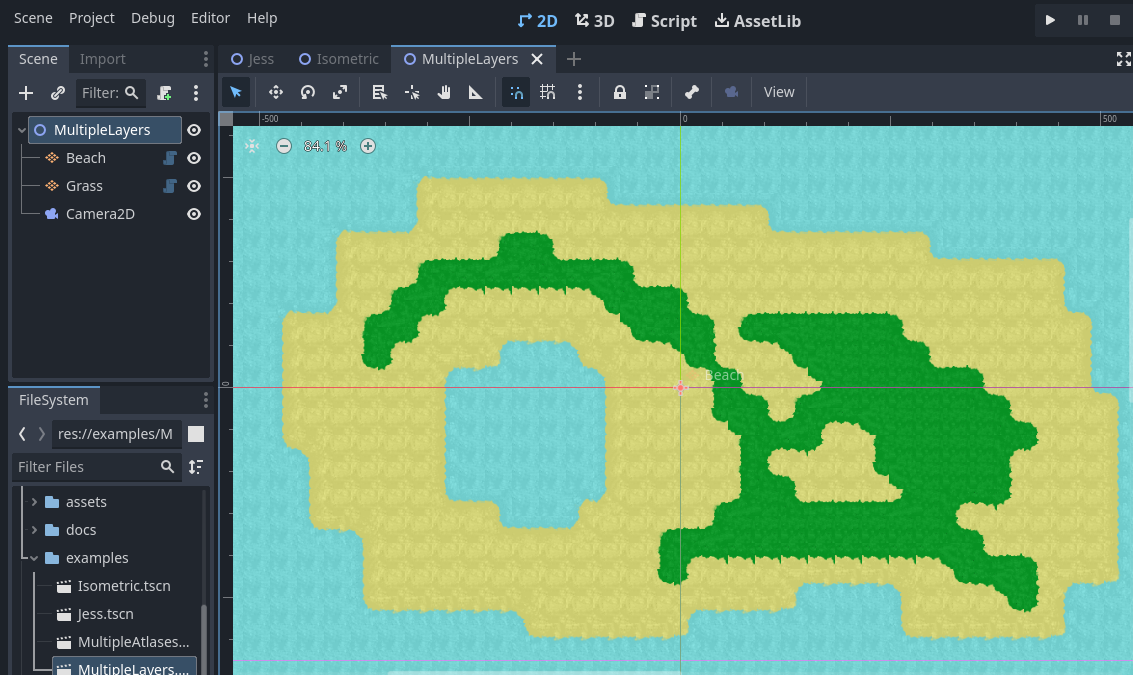 Scene Project Debug Editor Help 2D 3D Script AssetLib
Scene Import Jess Isometric MultipleLayers
Filter: View
-500 0 500
MultipleLayers
84.1 %
Beach
Grass
Camera2D
Beach
0
FileSystem
res://examples/M
Filter Files
assets
docs
examples
Isometric.tscn
Jess.tscn
MultipleAtlases...
MultipleLayers....